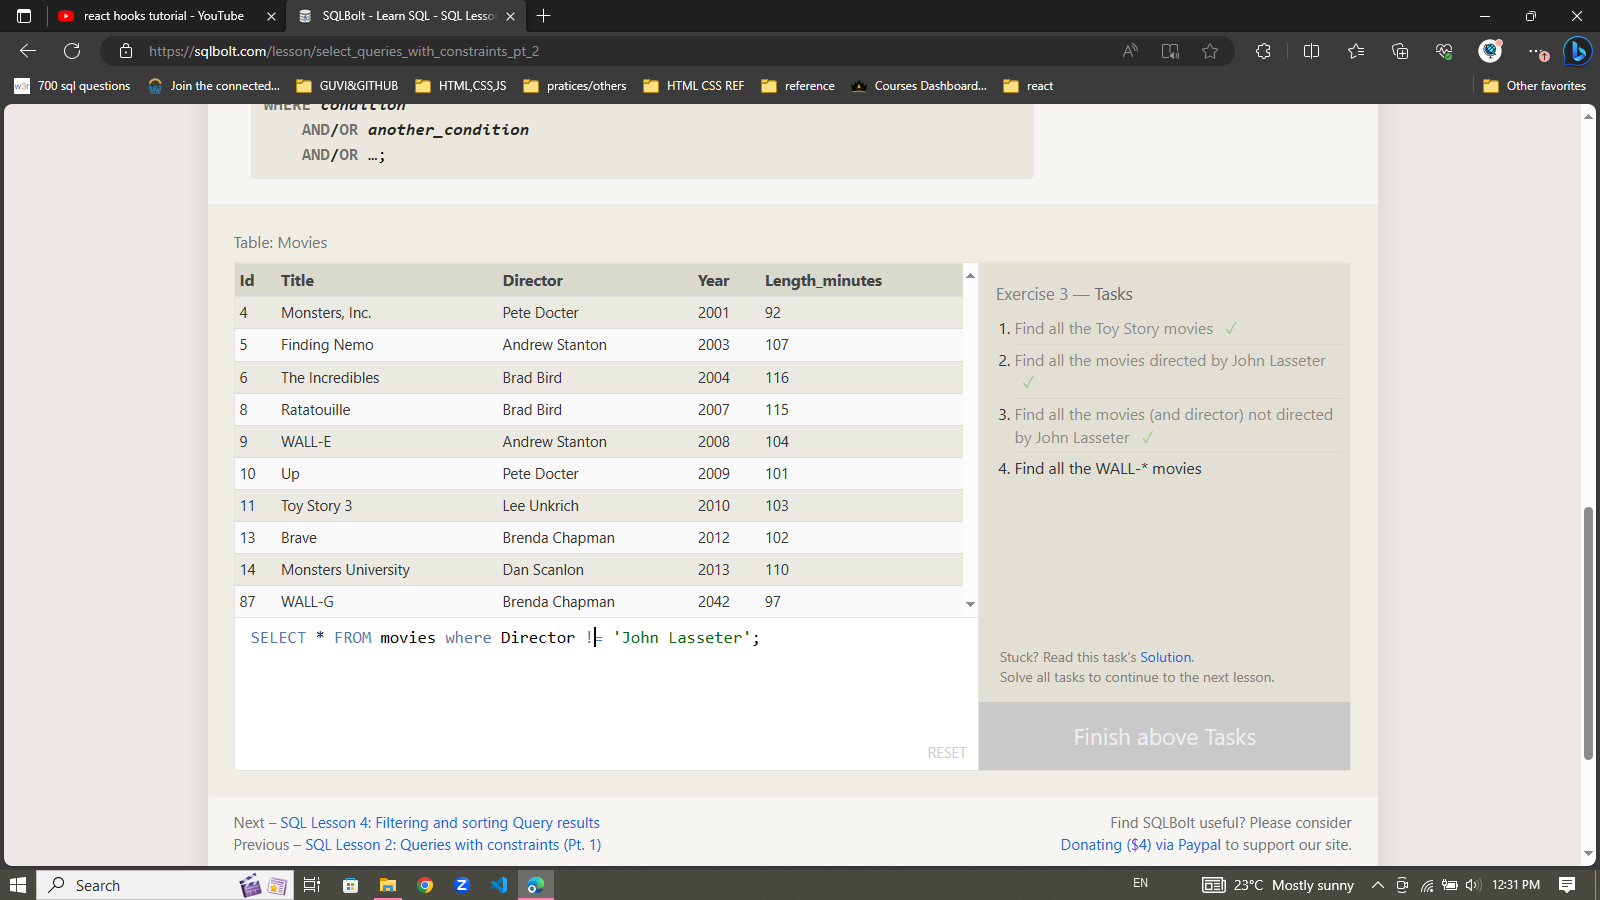 react hooks tutorial - YouTube
SQLBolt - Learn SQL - SQL Lesso
https://sqlbolt.com/lesson/select_queries_with_constraints_pt_2
700 sql questions
Join the connected...
GUVI&GITHUB
HTML,CSS,JS
pratices/others
HTML CSS REF
reference
Courses Dashboard...
react
Other favorites
WHERE condition
AND/OR another_condition
AND/OR …;
Table: Movies
Id Title Director Year Length_minutes
4 Monsters, Inc. Pete Docter 2001 92
5 Finding Nemo Andrew Stanton 2003 107
6 The Incredibles Brad Bird 2004 116
8 Ratatouille Brad Bird 2007 115
9 WALL-E Andrew Stanton 2008 104
10 Up Pete Docter 2009 101
11 Toy Story 3 Lee Unkrich 2010 103
13 Brave Brenda Chapman 2012 102
14 Monsters University Dan Scanlon 2013 110
87 WALL-G Brenda Chapman 2042 97
SELECT * FROM movies where Director != 'John Lasseter';
RESET
Exercise 3 — Tasks
1. Find all the Toy Story movies ✓
2. Find all the movies directed by John Lasseter
✓
3. Find all the movies (and director) not directed
by John Lasseter ✓
4. Find all the WALL-* movies
Stuck? Read this task's Solution.
Solve all tasks to continue to the next lesson.
Finish above Tasks
Next – SQL Lesson 4: Filtering and sorting Query results
Previous – SQL Lesson 2: Queries with constraints (Pt. 1)
Find SQLBolt useful? Please consider
Donating ($4) via Paypal to support our site.
Search
EN
23°C Mostly sunny
12:31 PM